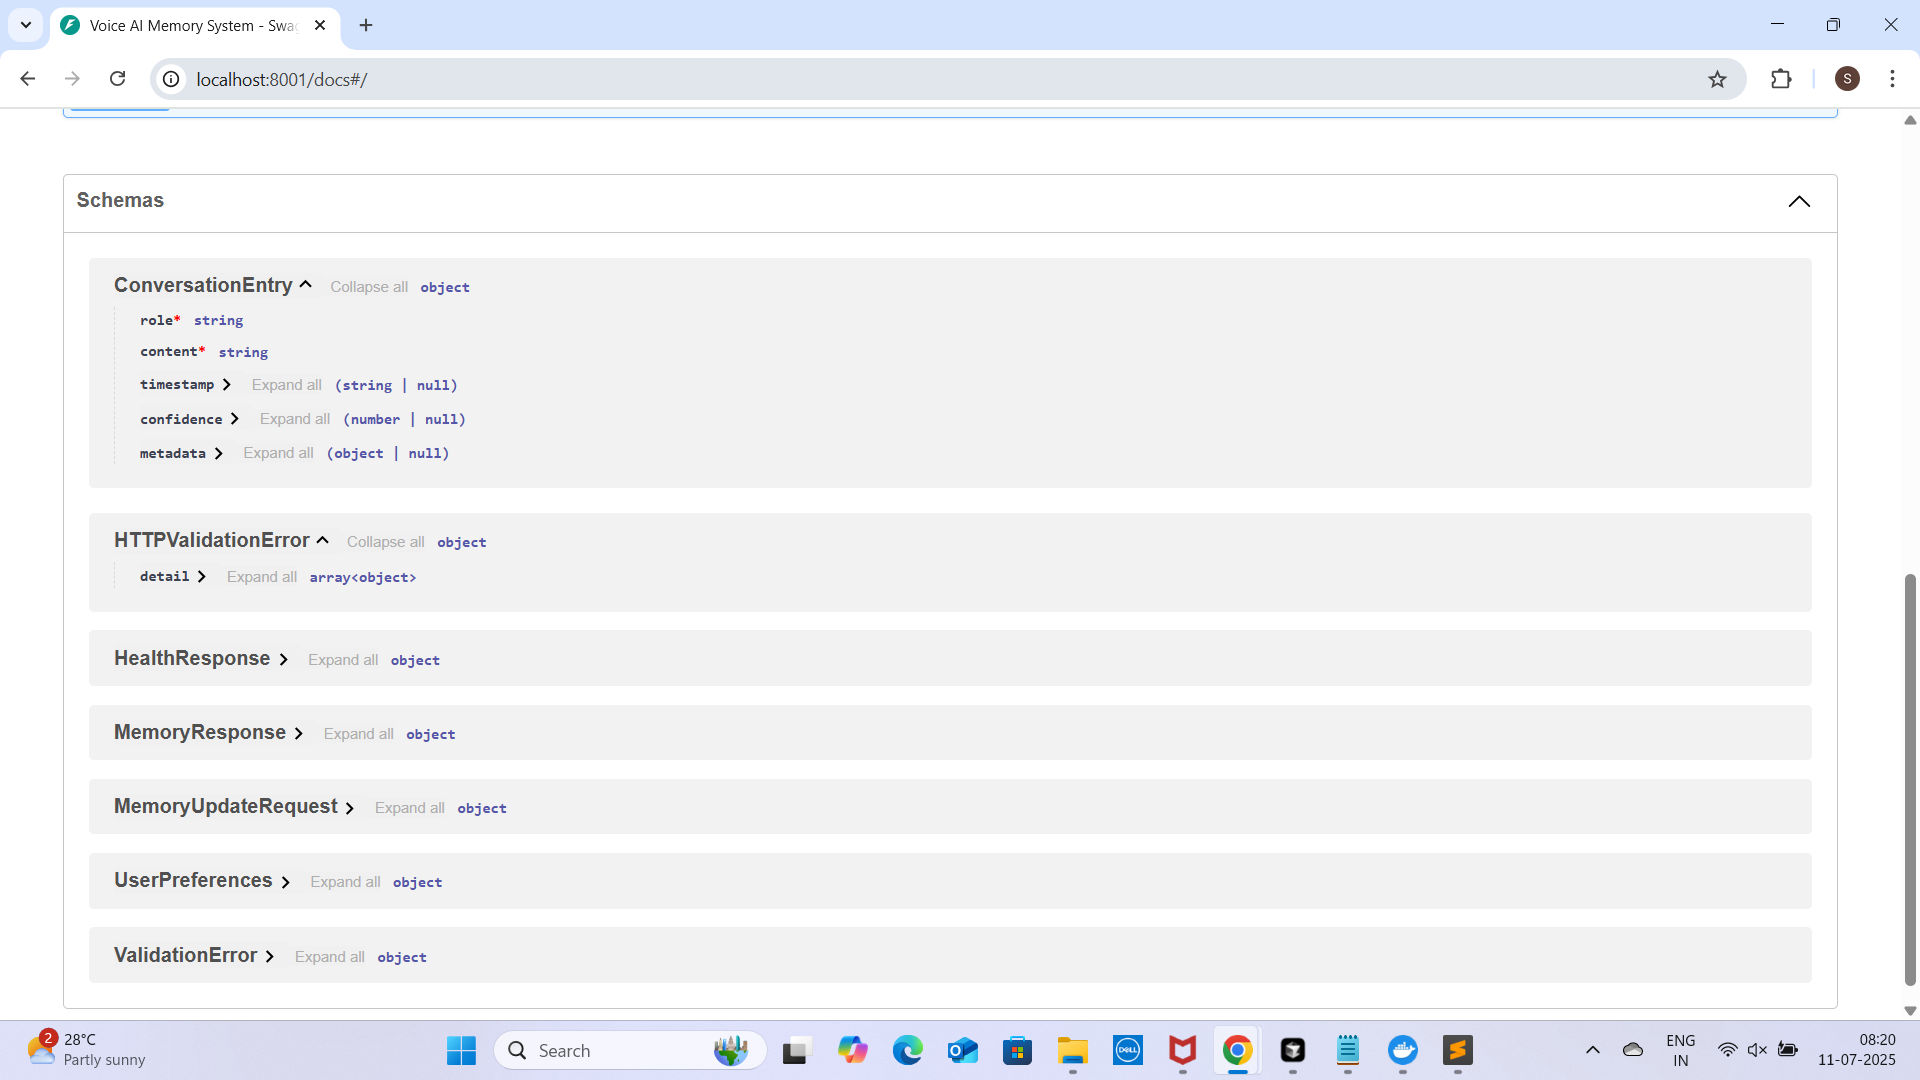 Voice AI Memory System - Swa
localhost:8001/docs#/
S
Schemas
ConversationEntry Collapse all object
role* string
content* string
timestamp Expand all (string | null)
confidence Expand all (number | null)
metadata Expand all (object | null)
HTTPValidationError Collapse all object
detail Expand all array<object>
HealthResponse Expand all object
MemoryResponse Expand all object
MemoryUpdateRequest Expand all object
UserPreferences Expand all object
ValidationError Expand all object
2
28°C
Partly sunny
Search
DELL
ENG
IN
08:20
11-07-2025